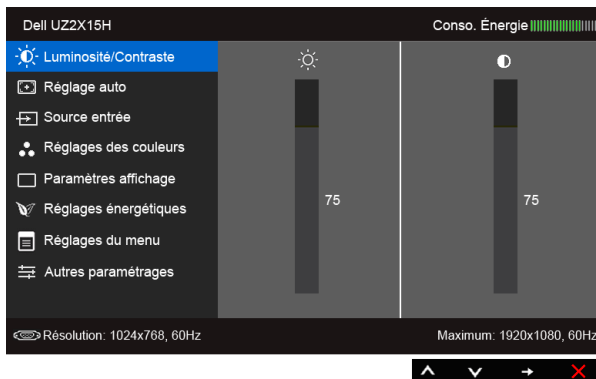 Dell UZ2X15H Conso. Énergie
Luminosité/Contraste
Réglage auto
Source entrée
Réglages des couleurs
Paramètres affichage
Réglages énergétiques
Réglages du menu
Autres paramétrages
75 75
Résolution: 1024x768, 60Hz Maximum: 1920x1080, 60Hz